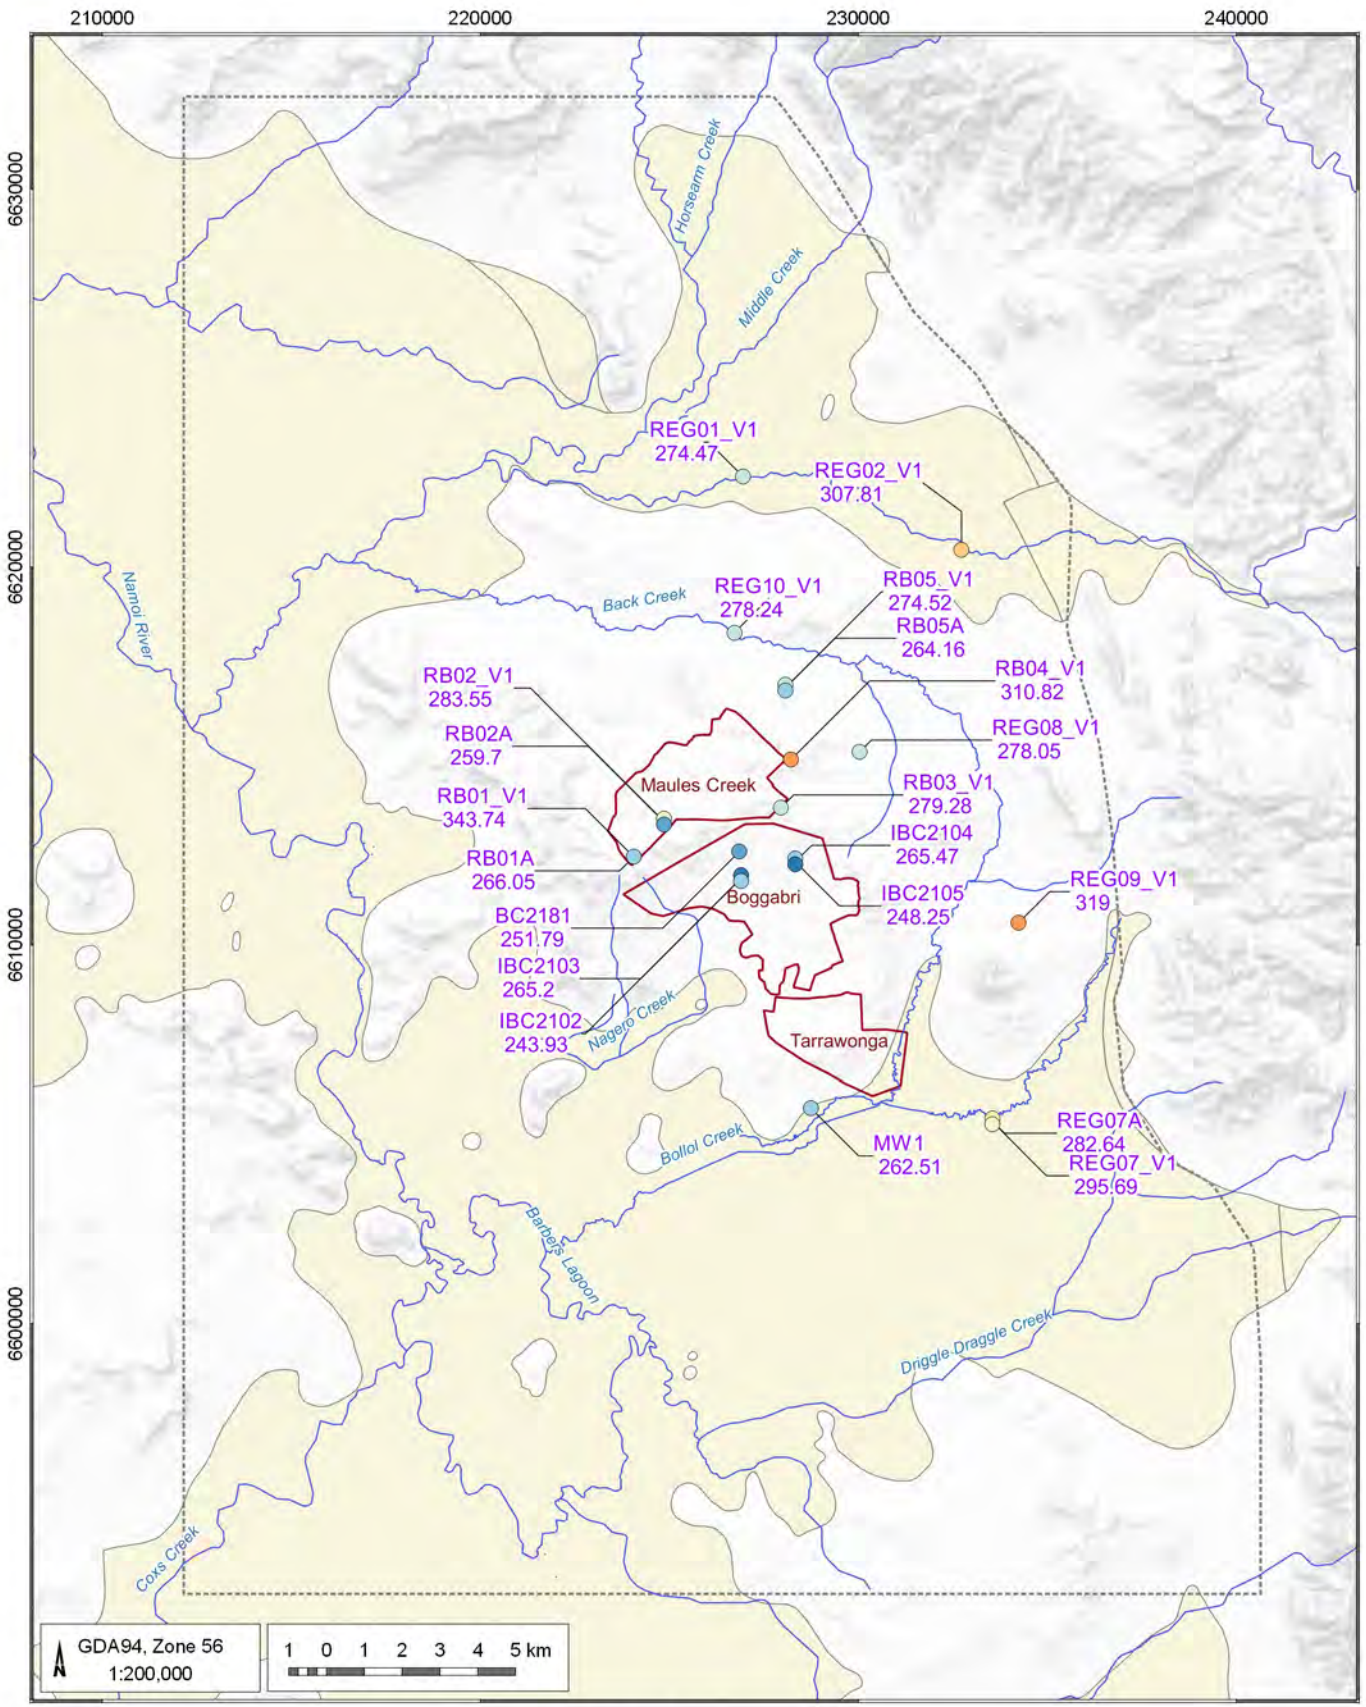 210000
220000
230000
240000
6630000
Horsearm Creek
Middle Creek
REG01_V1
274.47
REG02_V1
307.81
6620000
Namoi River
Back Creek
REG10_V1
278.24
RB05_V1
274.52
RB05A
264.16
RB02_V1
283.55
RB04_V1
310.82
RB02A
259.7
REG08_V1
278.05
Maules Creek
RB01_V1
343.74
RB03_V1
279.28
IBC2104
265.47
RB01A
266.05
REG09_V1
319
IBC2105
248.25
Boggabri
BC2181
251.79
6610000
IBC2103
265.2
IBC2102
243.93
Nagero Creek
Tarrawonga
REG07A
282.64
REG07_V1
295.69
MW1
262.51
Bollol Creek
Barbers Lagoon
6600000
Driggle Draggle Creek
Coxs Creek
GDA94, Zone 56
1:200,000
1 0 1 2 3 4 5 km
N